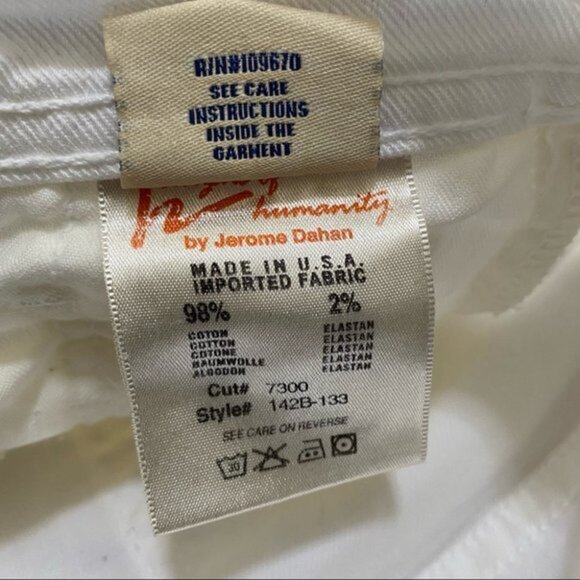 R/N#109670
SEE CARE
INSTRUCTIONS
INSIDE THE
GARMENT
humanity
by Jerome Dahan
MADE IN U.S.A.
IMPORTED FABRIC
98% 2%
COTON ELASTAN
COTTON ELASTAN
COTONE ELASTAN
BAUMWOLLE ELASTAN
ALGODON ELASTAN
Cut# 7300
Style# 142B-133
SEE CARE ON REVERSE
30